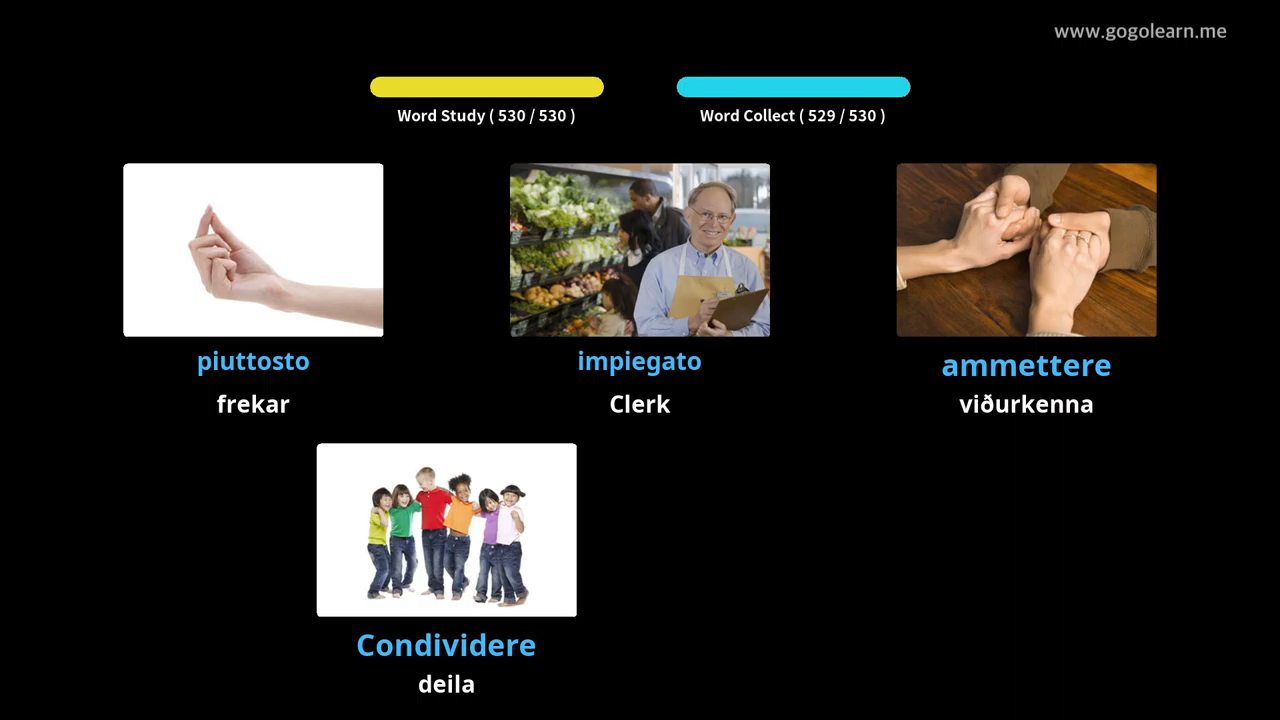 www.gogolearn.me
Word Study ( 530 / 530 )
Word Collect ( 529 / 530 )
piuttosto
frekar
impiegato
Clerk
ammettere
viðurkenna
Condividere
deila